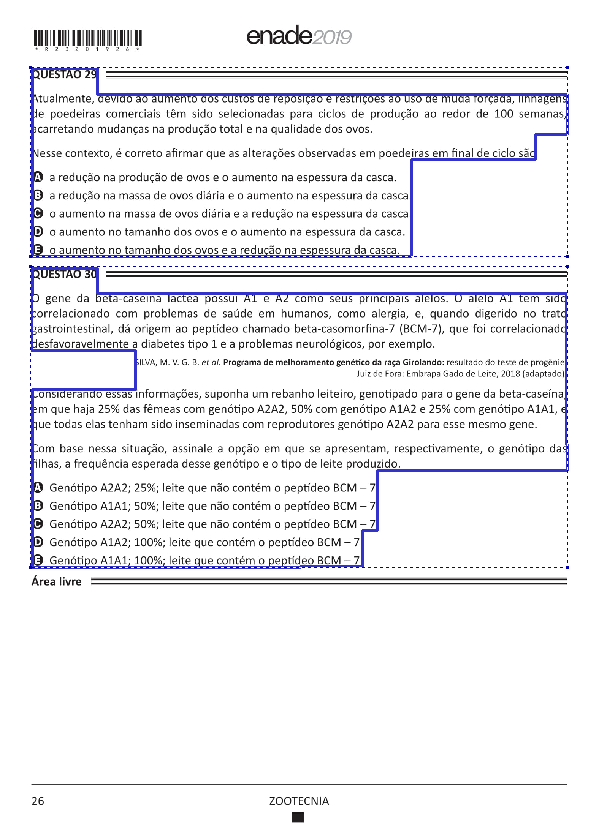 *R2320192 6*
enade2019
QUESTÃO 29
Atualmente, devido ao aumento dos custos de reposição e restrições ao uso de muda forçada, linhagens
de poedeiras comerciais têm sido selecionadas para ciclos de produção ao redor de 100 semanas,
acarretando mudanças na produção total e na qualidade dos ovos.
Nesse contexto, é correto afirmar que as alterações observadas em poedeiras em final de ciclo são
A a redução na produção de ovos e o aumento na espessura da casca.
B a redução na massa de ovos diária e o aumento na espessura da casca
C o aumento na massa de ovos diária e a redução na espessura da casca
D o aumento no tamanho dos ovos e o aumento na espessura da casca.
E o aumento no tamanho dos ovos e a redução na espessura da casca.
QUESTÃO 30
O gene da beta-caseína láctea possui A1 e A2 como seus principais alelos. O alelo A1 tem sido
correlacionado com problemas de saúde em humanos, como alergia, e, quando digerido no trato
gastrointestinal, dá origem ao peptídeo chamado beta-casomorfina-7 (BCM-7), que foi correlacionado
desfavoravelmente a diabetes tipo 1 e a problemas neurológicos, por exemplo.
SILVA, M. V. G. B. et al. Programa de melhoramento genético da raça Girolando: resultado do teste de progênie.
Juiz de Fora: Embrapa Gado de Leite, 2018 (adaptado).
Considerando essas informações, suponha um rebanho leiteiro, genotipado para o gene da beta-caseína,
em que haja 25% das fêmeas com genótipo A2A2, 50% com genótipo A1A2 e 25% com genótipo A1A1, e
que todas elas tenham sido inseminadas com reprodutores genótipo A2A2 para esse mesmo gene.
Com base nessa situação, assinale a opção em que se apresentam, respectivamente, o genótipo das
filhas, a frequência esperada desse genótipo e o tipo de leite produzido.
A Genótipo A2A2; 25%; leite que não contém o peptídeo BCM – 7
B Genótipo A1A1; 50%; leite que não contém o peptídeo BCM – 7
C Genótipo A2A2; 50%; leite que não contém o peptídeo BCM – 7
D Genótipo A1A2; 100%; leite que contém o peptídeo BCM – 7
E Genótipo A1A1; 100%; leite que contém o peptídeo BCM – 7
Área livre
26
ZOOTECNIA